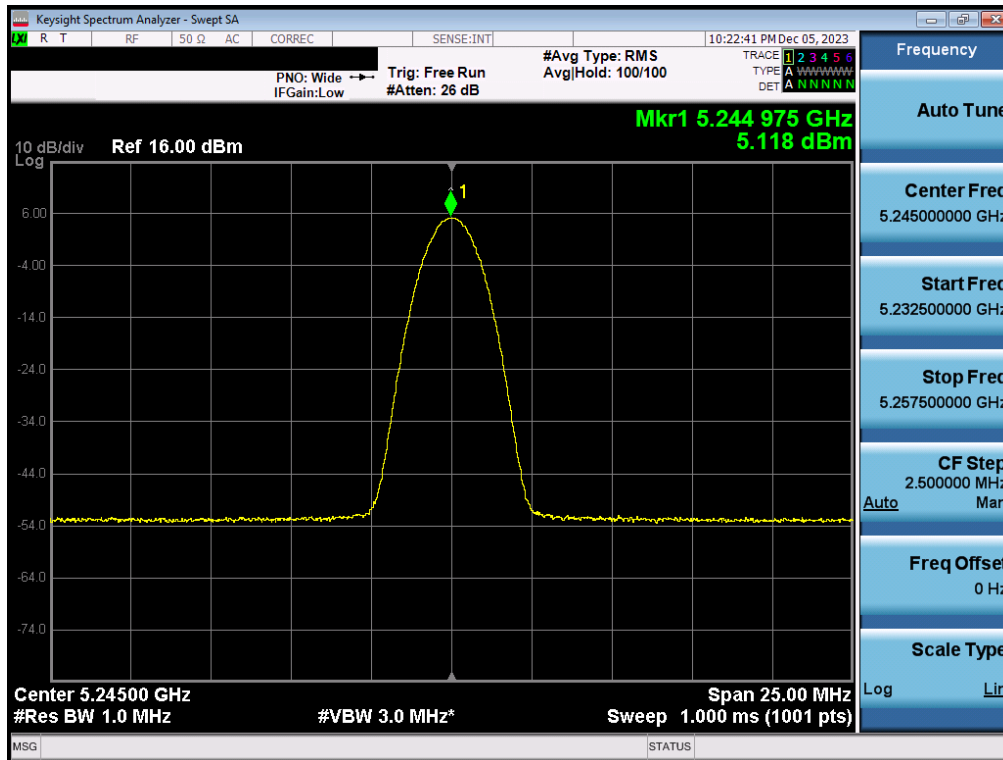 Keysight Spectrum Analyzer - Swept SA
LXI R T RF 50 Ω AC CORREC SENSE:INT 10:22:41 PM Dec 05, 2023
PNO: Wide Trig: Free Run #Avg Type: RMS TRACE 1 2 3 4 5 6
IFGain:Low #Atten: 26 dB Avg|Hold: 100/100 TYPE A WWWWW
DET A N N N N N
Mkr1 5.244 975 GHz
5.118 dBm
10 dB/div Ref 16.00 dBm
Log
6.00
-4.00
-14.0
-24.0
-34.0
-44.0
-54.0
-64.0
-74.0
1
Center 5.24500 GHz Span 25.00 MHz
#Res BW 1.0 MHz #VBW 3.0 MHz* Sweep 1.000 ms (1001 pts)
MSG STATUS
Frequency
Auto Tune
Center Freq
5.245000000 GHz
Start Freq
5.232500000 GHz
Stop Freq
5.257500000 GHz
CF Step
2.500000 MHz
Auto Man
Freq Offset
0 Hz
Scale Type
Log Lin